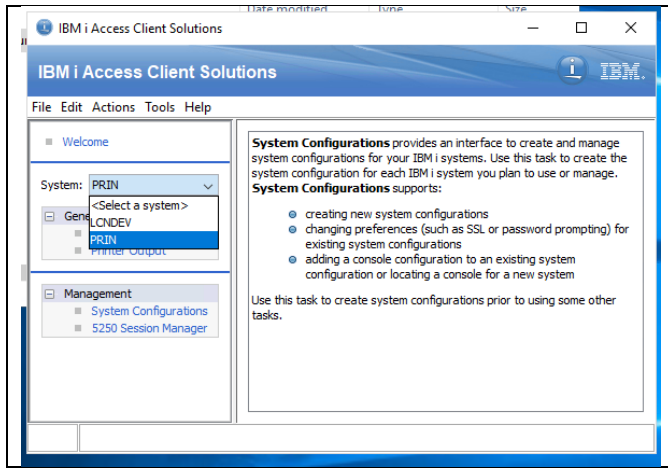 Date modified Type Size
IBM i Access Client Solutions
IBM i Access Client Solutions
IBM.
File Edit Actions Tools Help
Welcome
System: PRIN
<Select a system>
LCNDEV
PRIN
Gene
Printer Output
Management
System Configurations
5250 Session Manager
System Configurations provides an interface to create and manage
system configurations for your IBM i systems. Use this task to create the
system configuration for each IBM i system you plan to use or manage.
System Configurations supports:
creating new system configurations
changing preferences (such as SSL or password prompting) for
existing system configurations
adding a console configuration to an existing system
configuration or locating a console for a new system
Use this task to create system configurations prior to using some other
tasks.